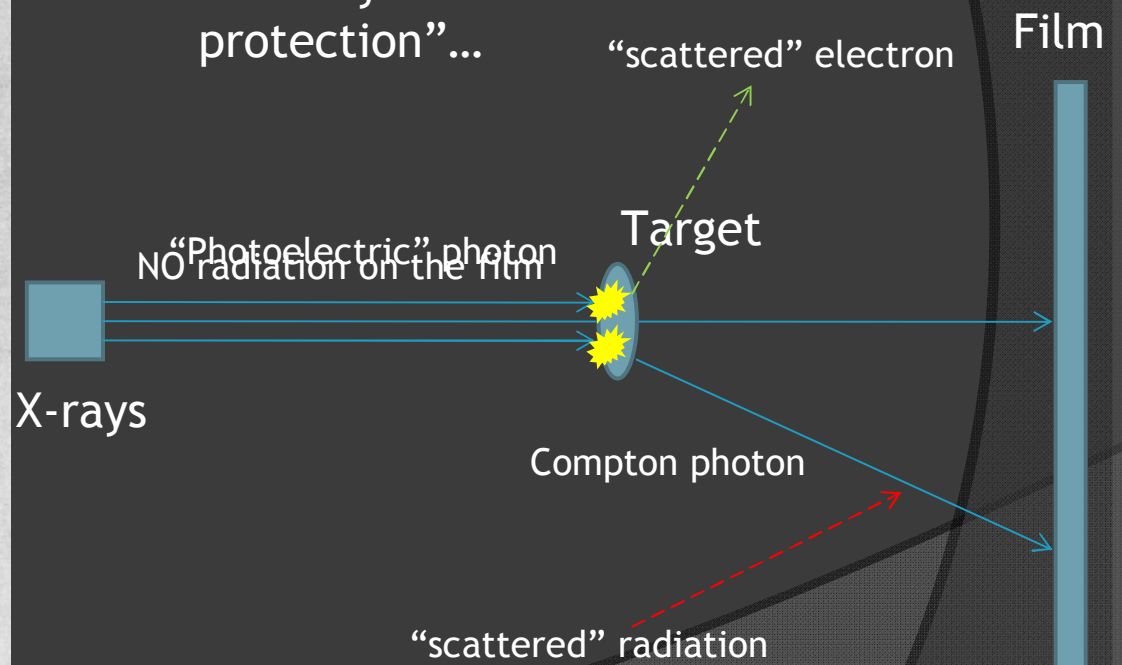 protection”...
“scattered” electron
Film
Target
“Photoelectric” photon
NO radiation on the film
X-rays
Compton photon
“scattered” radiation